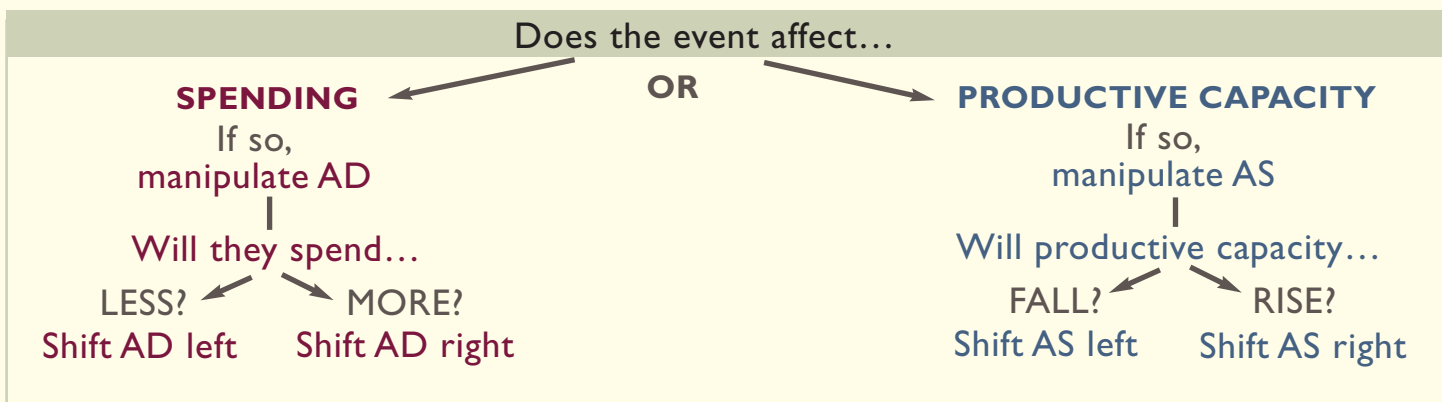 Does the event affect…
OR
SPENDING
If so,
manipulate AD
Will they spend…
LESS?
Shift AD left
MORE?
Shift AD right
PRODUCTIVE CAPACITY
If so,
manipulate AS
Will productive capacity…
FALL?
Shift AS left
RISE?
Shift AS right